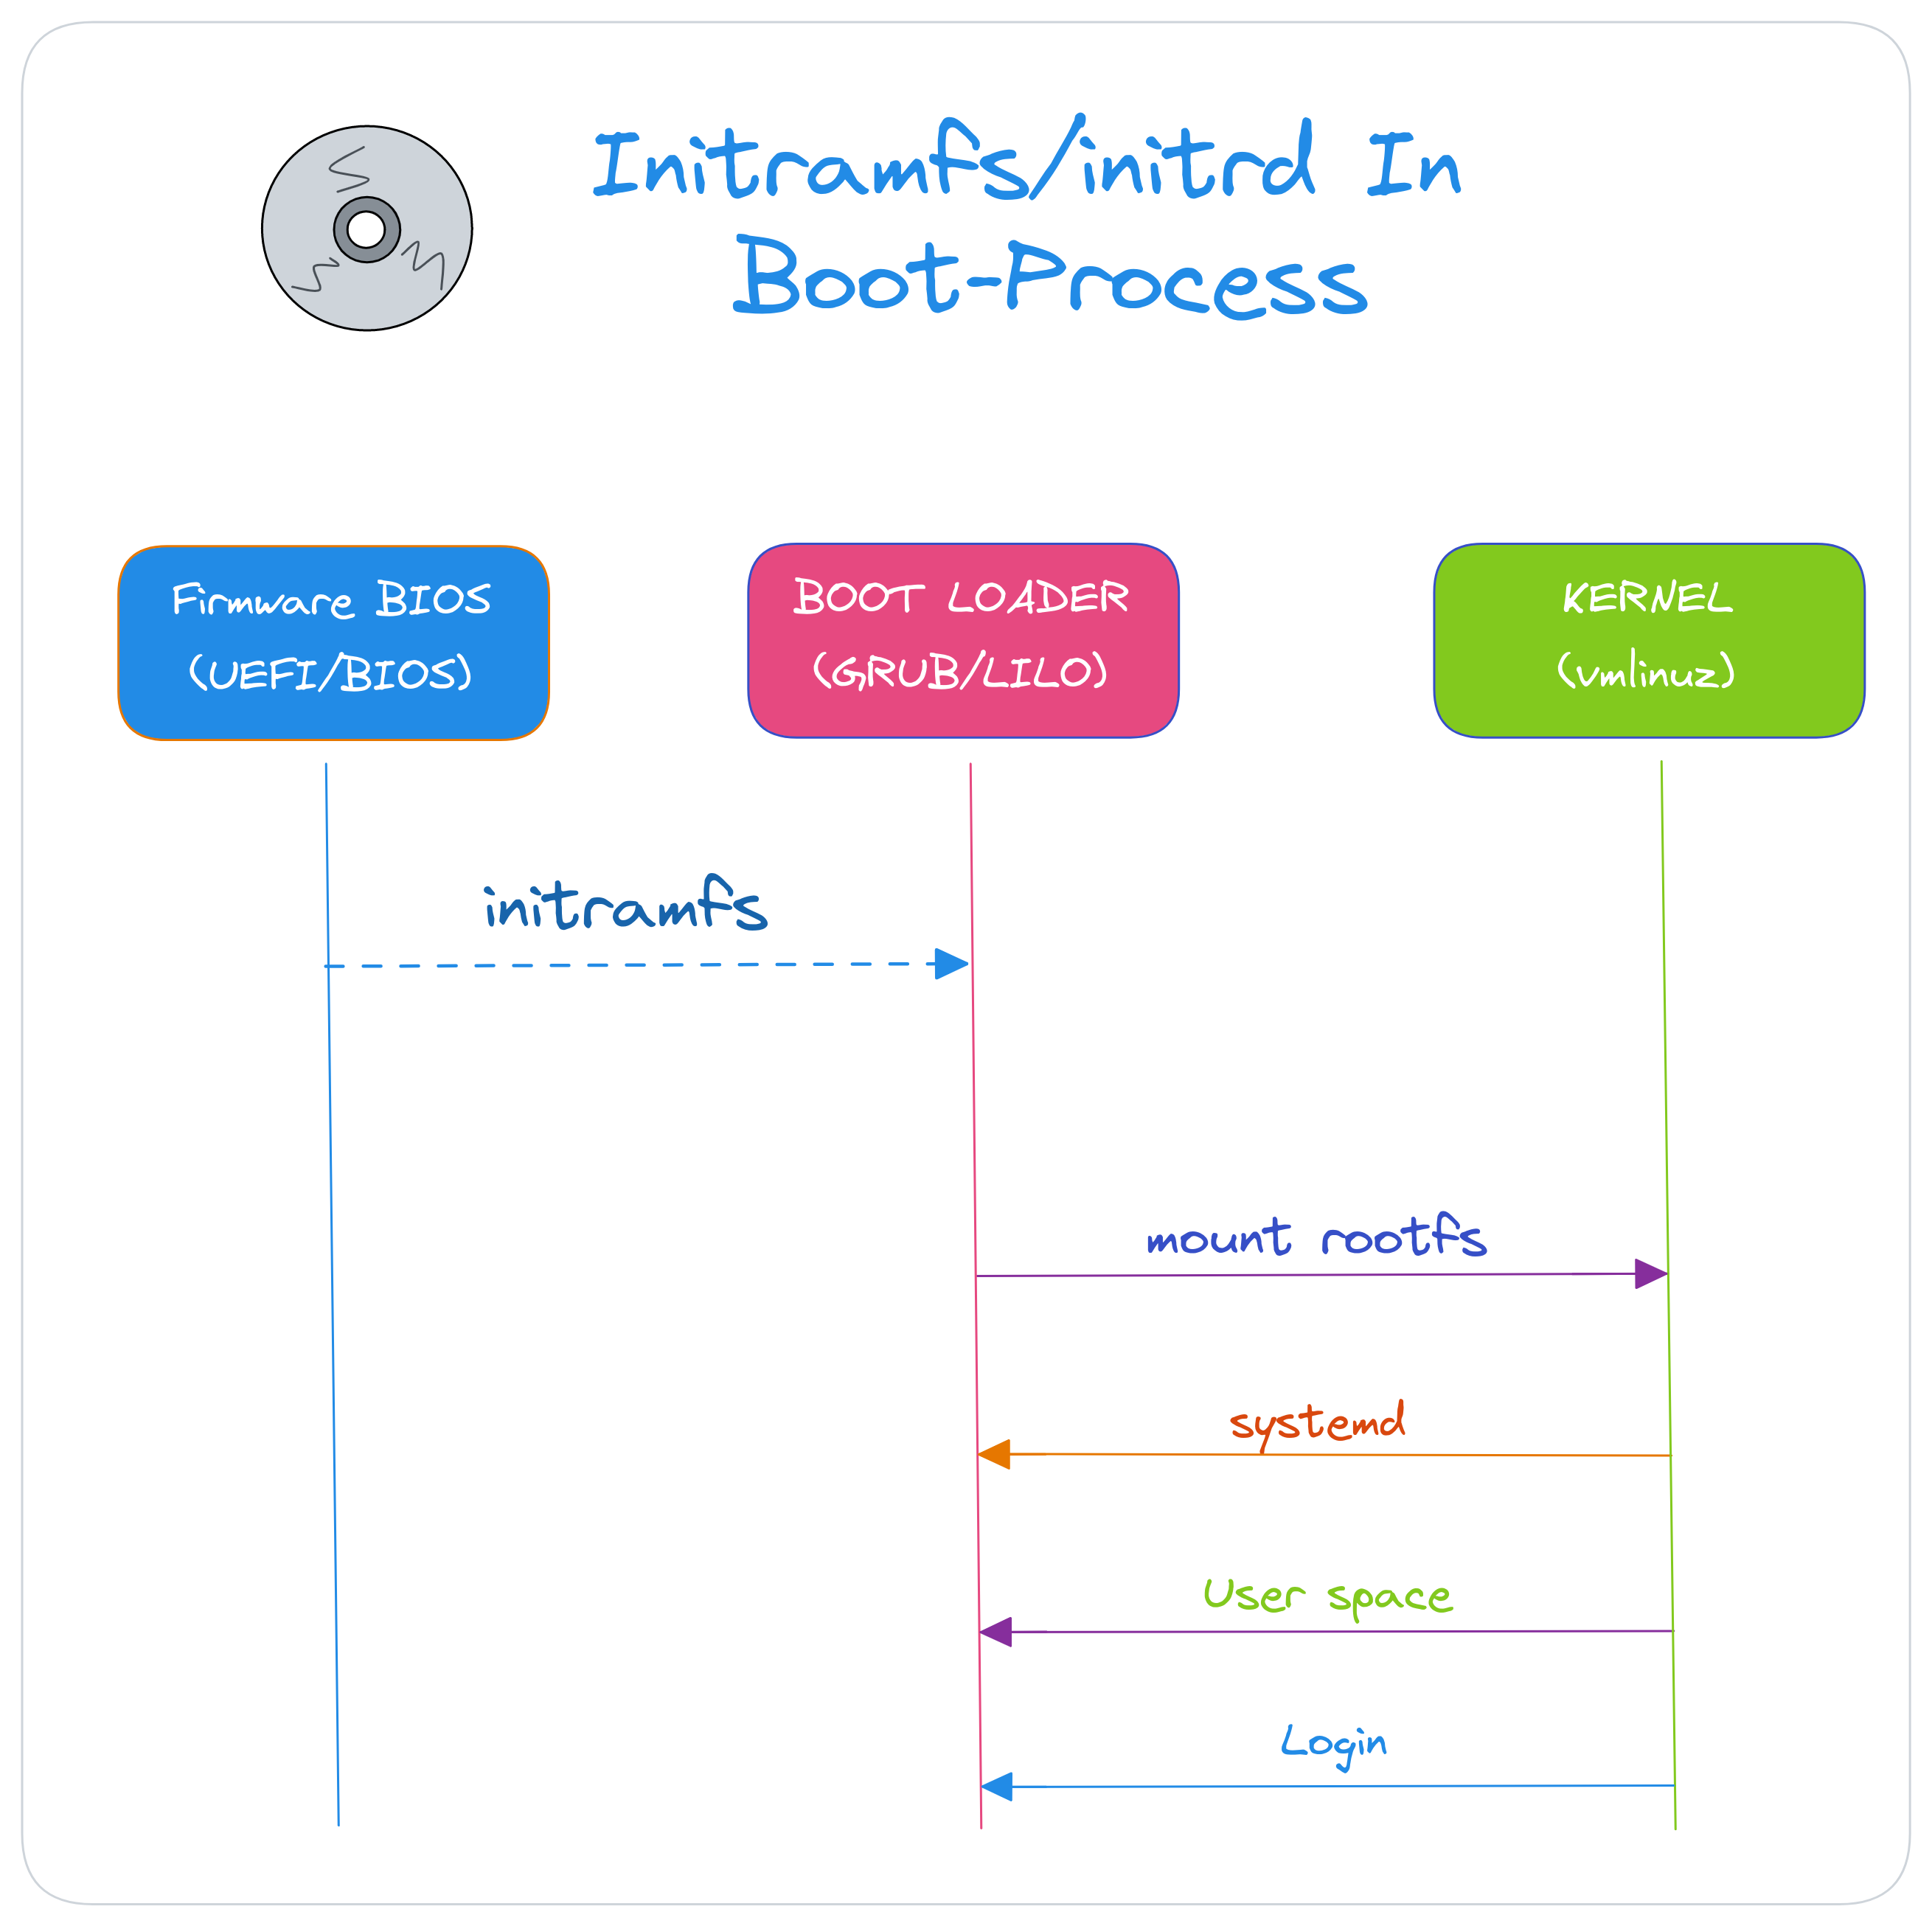 Initramfs/initrd In
Boot-Process
Firmware BIOS
(UEFI/BIOS)
BOOT LOADER
(GRUB/LILO)
KERNEL
(vmlinuz)
initramfs
mount rootfs
systemd
User space
Login